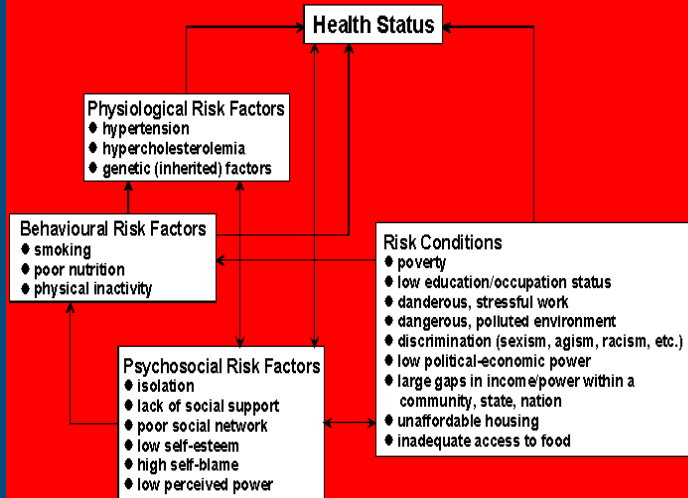 Health Status
Physiological Risk Factors
● hypertension
● hypercholesterolemia
● genetic (inherited) factors
Behavioural Risk Factors
● smoking
● poor nutrition
● physical inactivity
Risk Conditions
● poverty
● low education/occupation status
● danderous, stressful work
● dangerous, polluted environment
● discrimination (sexism, agism, racism, etc.)
● low political-economic power
● large gaps in income/power within a
community, state, nation
● unaffordable housing
● inadequate access to food
Psychosocial Risk Factors
● isolation
● lack of social support
● poor social network
● low self-esteem
● high self-blame
● low perceived power